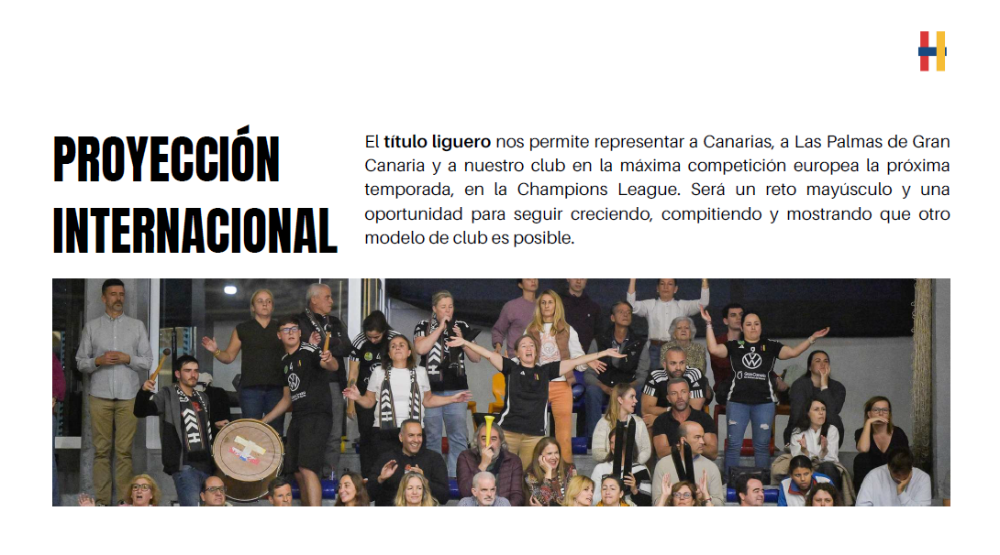 PROYECCIÓN
INTERNACIONAL
El título liguero nos permite representar a Canarias, a Las Palmas de Gran
Canaria y a nuestro club en la máxima competición europea la próxima
temporada, en la Champions League. Será un reto mayúsculo y una
oportunidad para seguir creciendo, compitiendo y mostrando que otro
modelo de club es posible.
Gran Canaria